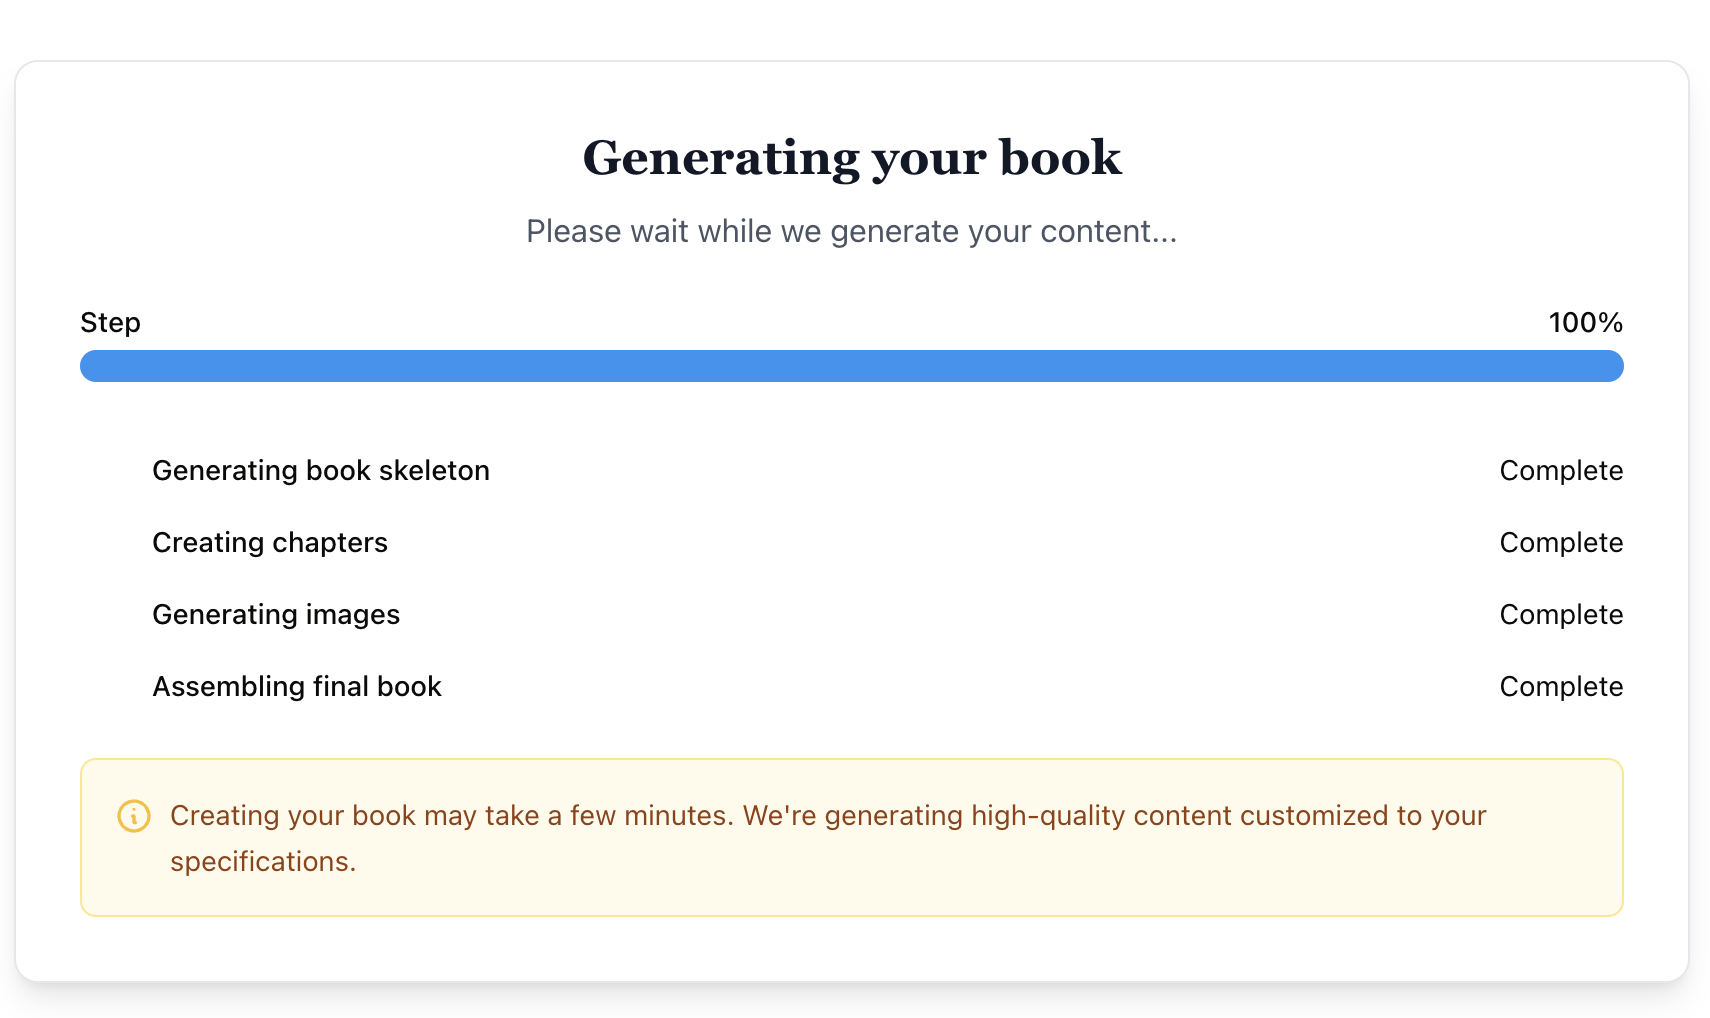 Generating your book
Please wait while we generate your content...
Step 100%
Generating book skeleton Complete
Creating chapters Complete
Generating images Complete
Assembling final book Complete
Creating your book may take a few minutes. We're generating high-quality content customized to your
specifications.